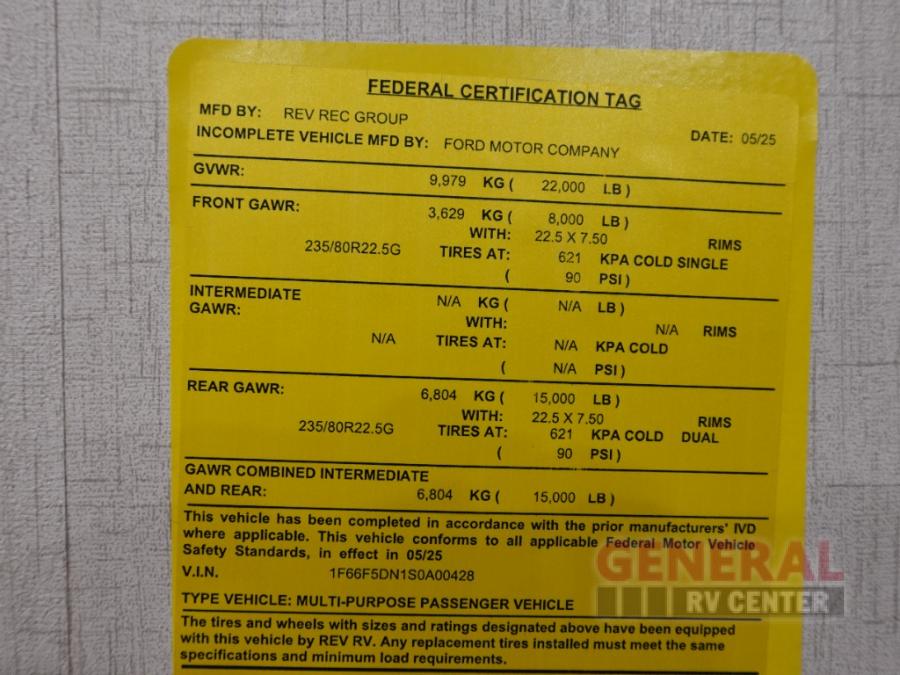 FEDERAL CERTIFICATION TAG
MFD BY: REV REC GROUP DATE: 05/25
INCOMPLETE VEHICLE MFD BY: FORD MOTOR COMPANY
GVWR: 9,979 KG ( 22,000 LB )
FRONT GAWR: 3,629 KG ( 8,000 LB )
WITH: 22.5 X 7.50 RIMS
235/80R22.5G TIRES AT: 621 KPA COLD SINGLE
( 90 PSI )
INTERMEDIATE N/A KG ( N/A LB )
GAWR: WITH: N/A RIMS
N/A TIRES AT: N/A KPA COLD
( N/A PSI )
REAR GAWR: 6,804 KG ( 15,000 LB )
WITH: 22.5 X 7.50 RIMS
235/80R22.5G TIRES AT: 621 KPA COLD DUAL
( 90 PSI )
GAWR COMBINED INTERMEDIATE
AND REAR: 6,804 KG ( 15,000 LB )
This vehicle has been completed in accordance with the prior manufacturers' IVD
where applicable. This vehicle conforms to all applicable Federal Motor Vehicle
Safety Standards, in effect in 05/25
V.I.N. 1F66F5DN1S0A00428
TYPE VEHICLE: MULTI-PURPOSE PASSENGER VEHICLE
The tires and wheels with sizes and ratings designated above have been equipped
with this vehicle by REV RV. Any replacement tires installed must meet the same
specifications and minimum load requirements.
GENERAL
RV CENTER